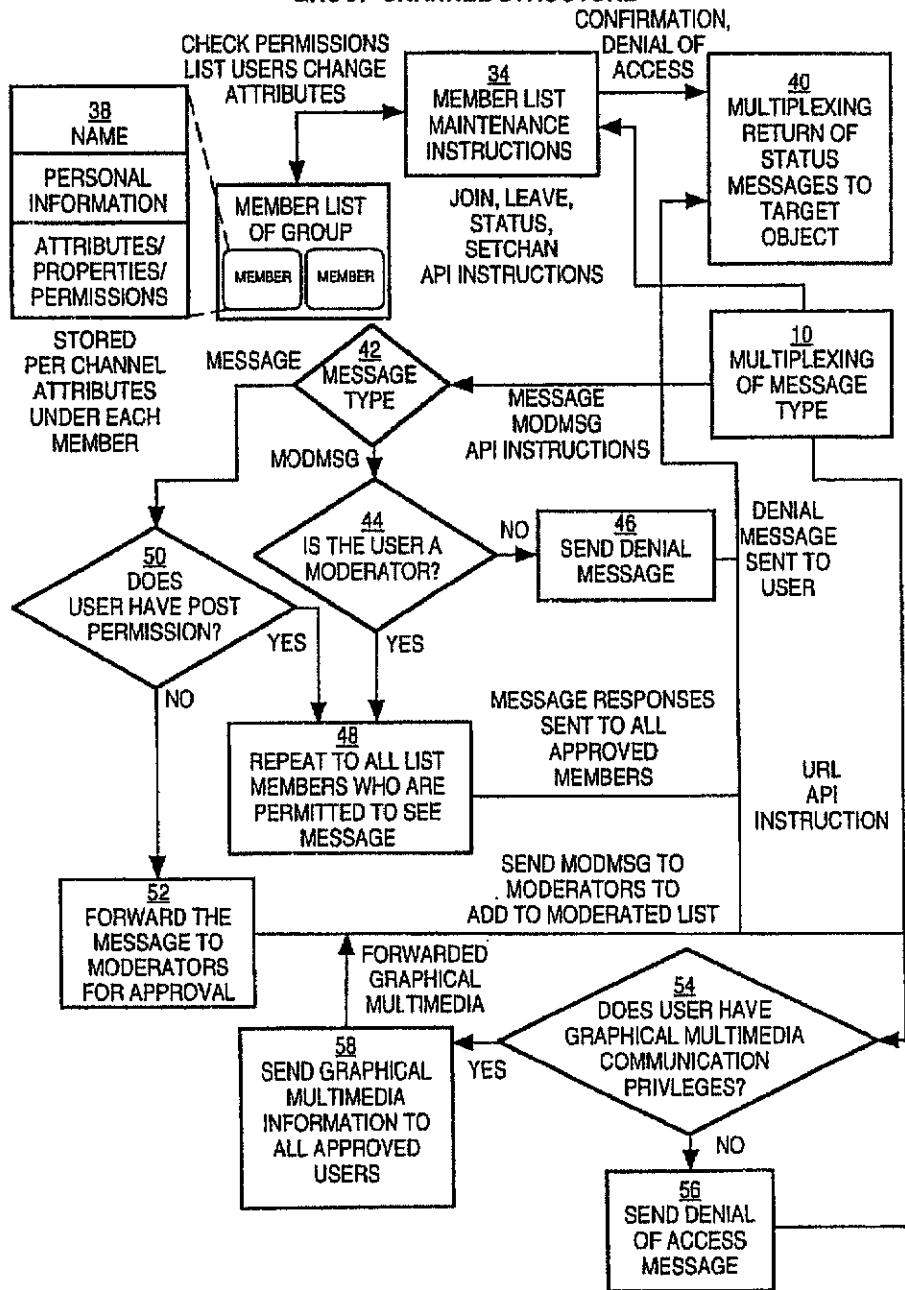 GROUP CHANNEL STRUCTURE
CHECK PERMISSIONS
LIST USERS CHANGE
ATTRIBUTES
CONFIRMATION,
DENIAL OF
ACCESS
38
NAME
PERSONAL
INFORMATION
ATTRIBUTES/
PROPERTIES/
PERMISSIONS
STORED
PER CHANNEL
ATTRIBUTES
UNDER EACH
MEMBER
MEMBER LIST
OF GROUP
MEMBER
MEMBER
34
MEMBER LIST
MAINTENANCE
INSTRUCTIONS
JOIN, LEAVE,
STATUS,
SETCHAN
API INSTRUCTIONS
40
MULTIPLEXING
RETURN OF
STATUS
MESSAGES TO
TARGET
OBJECT
10
MULTIPLEXING
OF MESSAGE
TYPE
MESSAGE
42
MESSAGE
TYPE
MESSAGE
MODMSG
API INSTRUCTIONS
MODMSG
44
IS THE USER A
MODERATOR?
NO
46
SEND DENIAL
MESSAGE
DENIAL
MESSAGE
SENT TO
USER
50
DOES
USER HAVE POST
PERMISSION?
YES
YES
NO
48
REPEAT TO ALL LIST
MEMBERS WHO ARE
PERMITTED TO SEE
MESSAGE
MESSAGE RESPONSES
SENT TO ALL
APPROVED
MEMBERS
URL
API
INSTRUCTION
52
FORWARD THE
MESSAGE TO
MODERATORS
FOR APPROVAL
SEND MODMSG TO
MODERATORS TO
ADD TO MODERATED LIST
FORWARDED
GRAPHICAL
MULTIMEDIA
54
DOES USER HAVE
GRAPHICAL MULTIMEDIA
COMMUNICATION
PRIVLEGES?
YES
58
SEND GRAPHICAL
MULTIMEDIA
INFORMATION TO
ALL APPROVED
USERS
NO
56
SEND DENIAL
OF ACCESS
MESSAGE